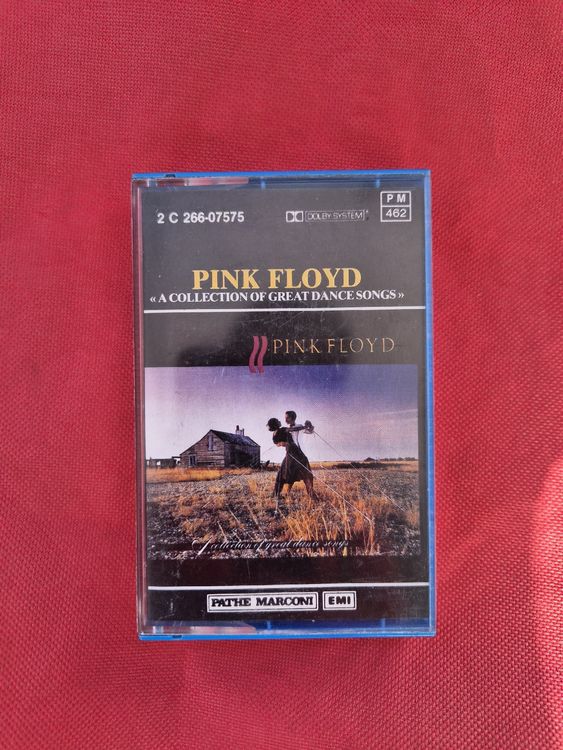 2 C 266-07575
DOLBY SYSTEM
P M
462
PINK FLOYD
« A COLLECTION OF GREAT DANCE SONGS »
PINK FLOYD
A collection of great dance songs
PATHE MARCONI
EMI